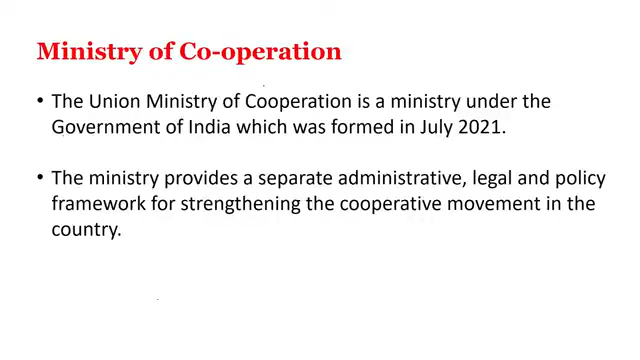 Ministry of Co-operation
• The Union Ministry of Cooperation is a ministry under the
Government of India which was formed in July 2021.
• The ministry provides a separate administrative, legal and policy
framework for strengthening the cooperative movement in the
country.